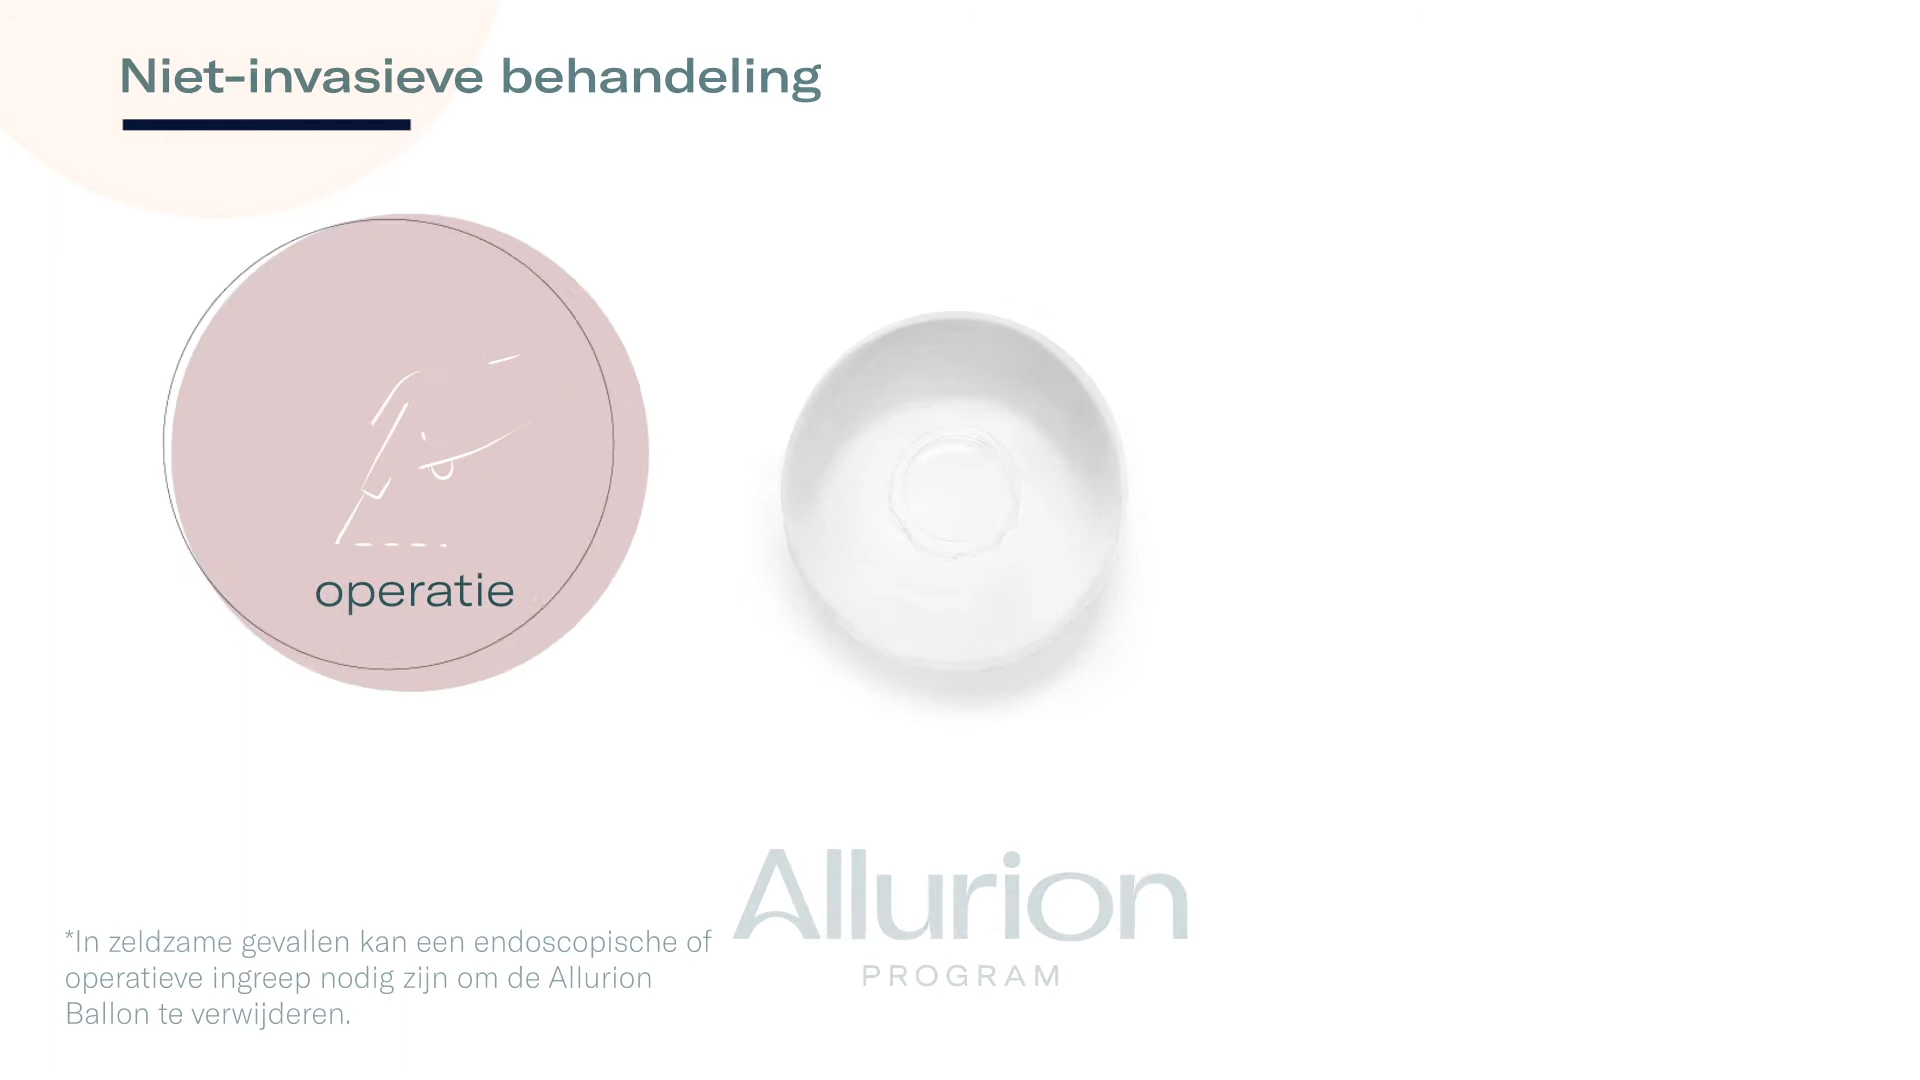 Niet-invasieve behandeling
operatie
Allurion
PROGRAM
*In zeldzame gevallen kan een endoscopische of
operatieve ingreep nodig zijn om de Allurion
Ballon te verwijderen.